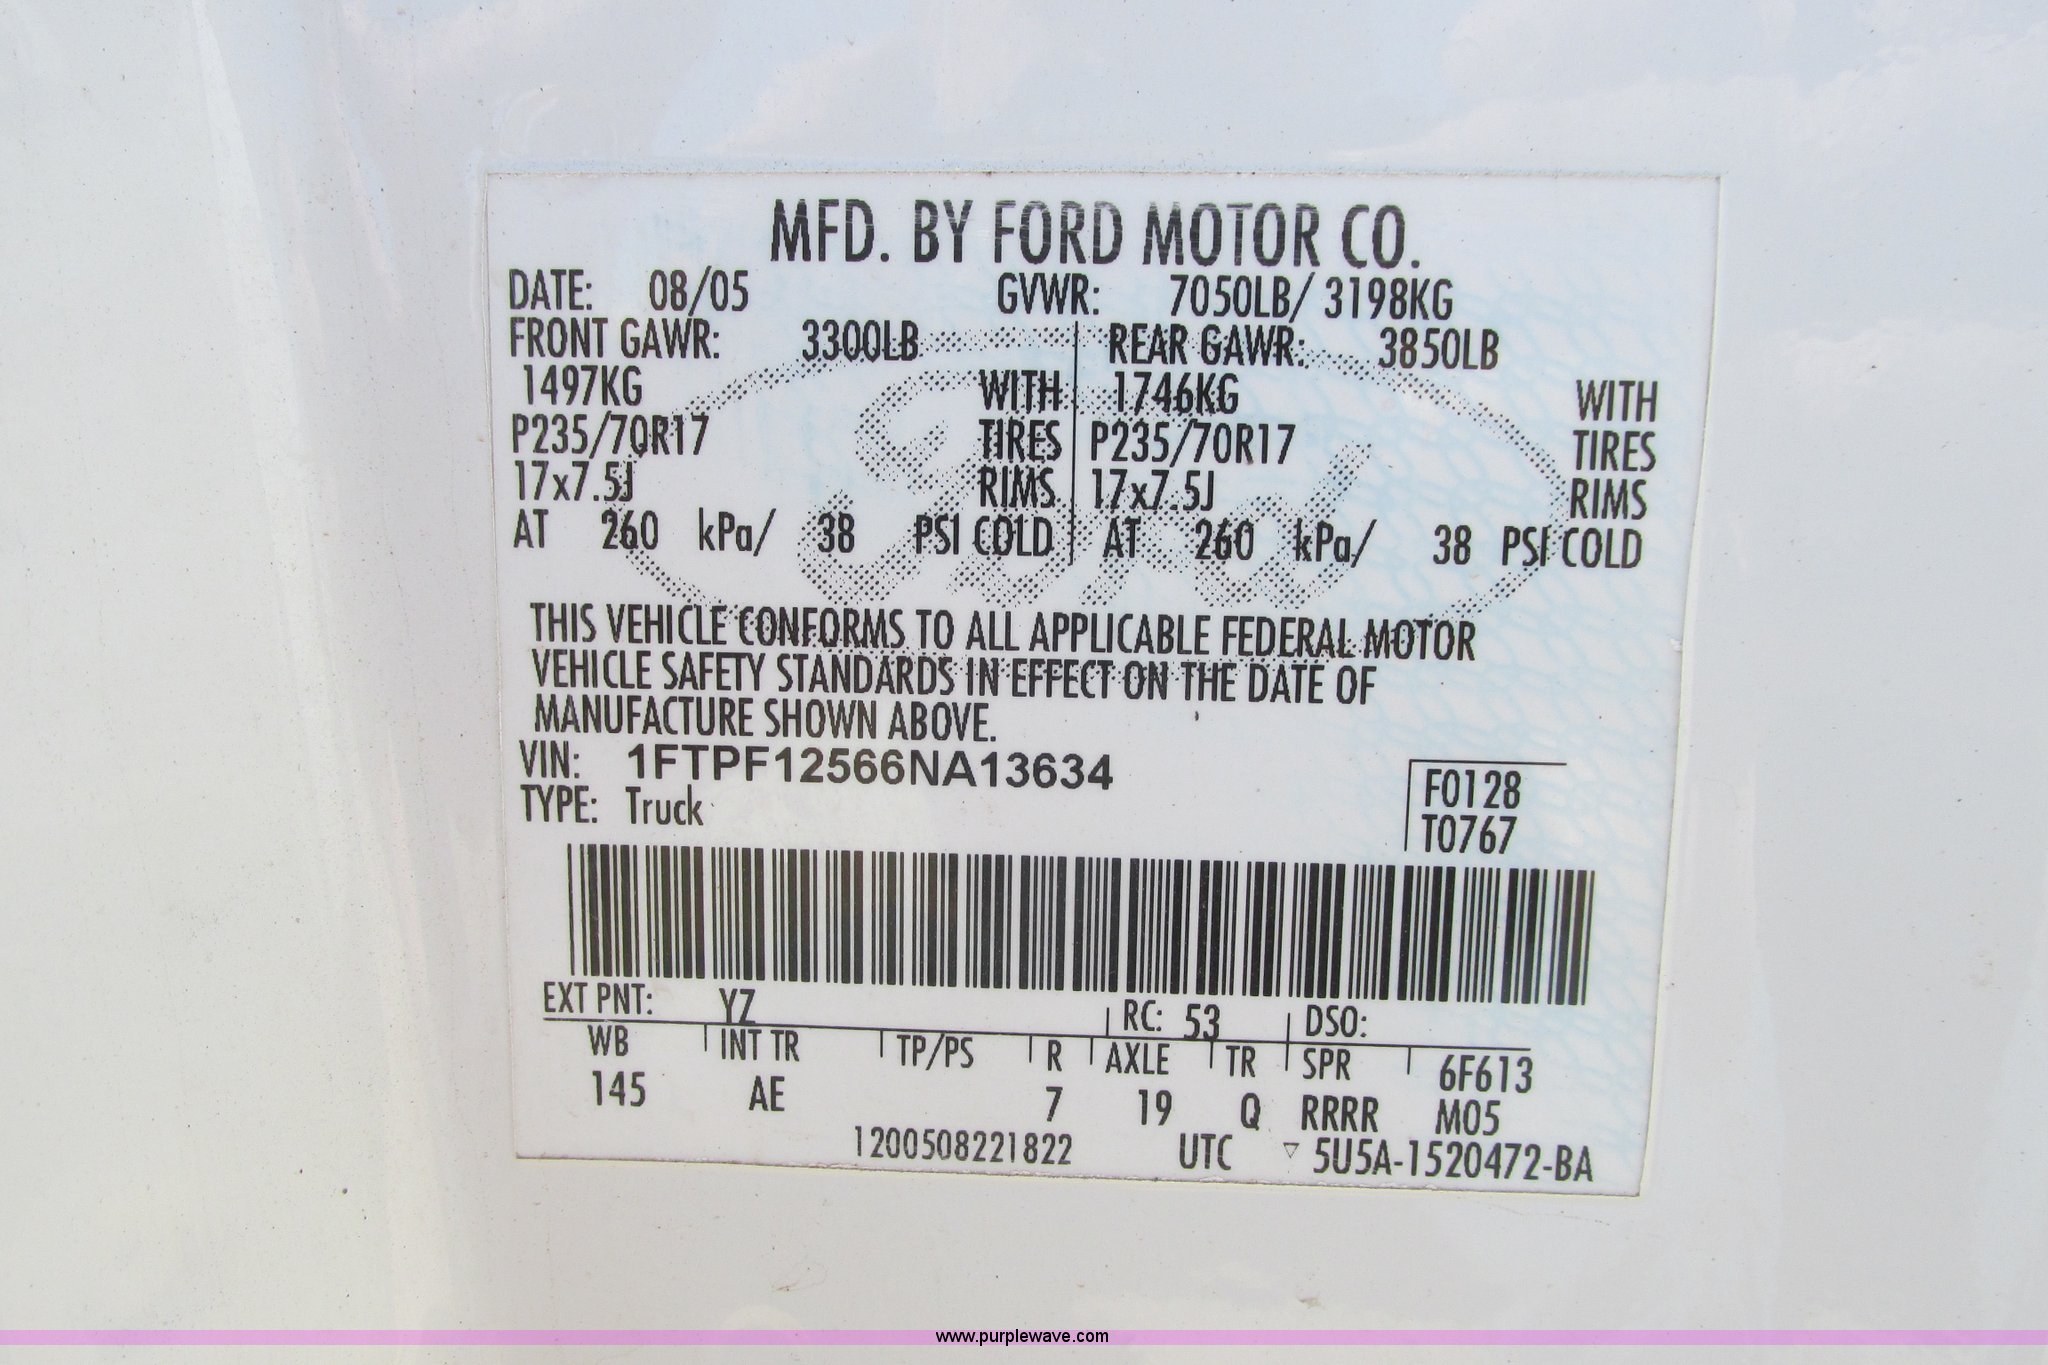 MFD. BY FORD MOTOR CO.
DATE: 08/05 GVWR: 7050LB/ 3198KG
FRONT GAWR: 3300LB REAR GAWR: 3850LB
1497KG WITH 1746KG WITH
P235/70R17 TIRES P235/70R17 TIRES
17x7.5J RIMS 17x7.5J RIMS
AT 260 kPa/ 38 PSI COLD AT 260 kPa/ 38 PSI COLD
Ford
THIS VEHICLE CONFORMS TO ALL APPLICABLE FEDERAL MOTOR
VEHICLE SAFETY STANDARDS IN EFFECT ON THE DATE OF
MANUFACTURE SHOWN ABOVE.
VIN: 1FTPF12566NA13634
TYPE: Truck
F0128
T0767
EXT PNT: YZ RC: 53 DSO:
WB INT TR TP/PS R AXLE TR SPR 6F613
145 AE 7 19 Q RRRR M05
1200508221822 UTC ▽ 5U5A-1520472-BA
www.purplewave.com